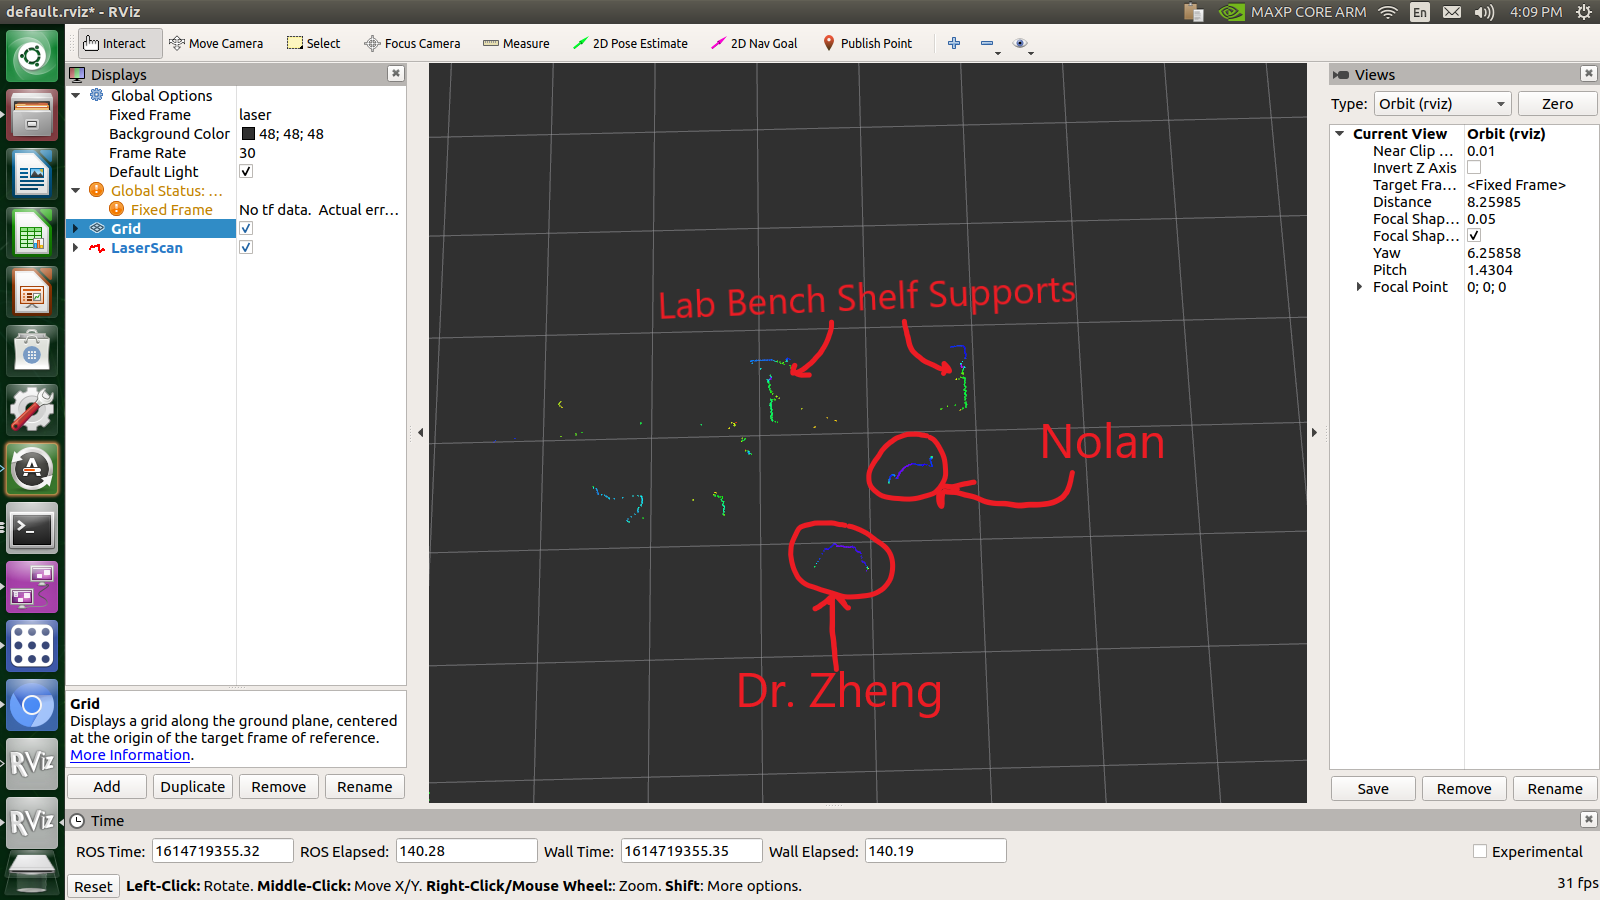 default.rviz* - RViz
MAXP CORE ARM
En
4:09 PM
Interact
Move Camera
Select
Focus Camera
Measure
2D Pose Estimate
2D Nav Goal
Publish Point
Displays
Global Options
Fixed Frame laser
Background Color 48; 48; 48
Frame Rate 30
Default Light
Global Status: ...
Fixed Frame No tf data. Actual err...
Grid
LaserScan
Grid
Displays a grid along the ground plane, centered
at the origin of the target frame of reference.
More Information.
Add
Duplicate
Remove
Rename
Lab Bench Shelf Supports
Nolan
Dr. Zheng
Views
Type: Orbit (rviz)
Zero
Current View Orbit (rviz)
Near Clip ... 0.01
Invert Z Axis
Target Fra... <Fixed Frame>
Distance 8.25985
Focal Shap... 0.05
Focal Shap...
Yaw 6.25858
Pitch 1.4304
Focal Point 0; 0; 0
Save
Remove
Rename
RViz
RViz
Time
ROS Time: 1614719355.32
ROS Elapsed: 140.28
Wall Time: 1614719355.35
Wall Elapsed: 140.19
Experimental
Reset
Left-Click: Rotate. Middle-Click: Move X/Y. Right-Click/Mouse Wheel:: Zoom. Shift: More options.
31 fps